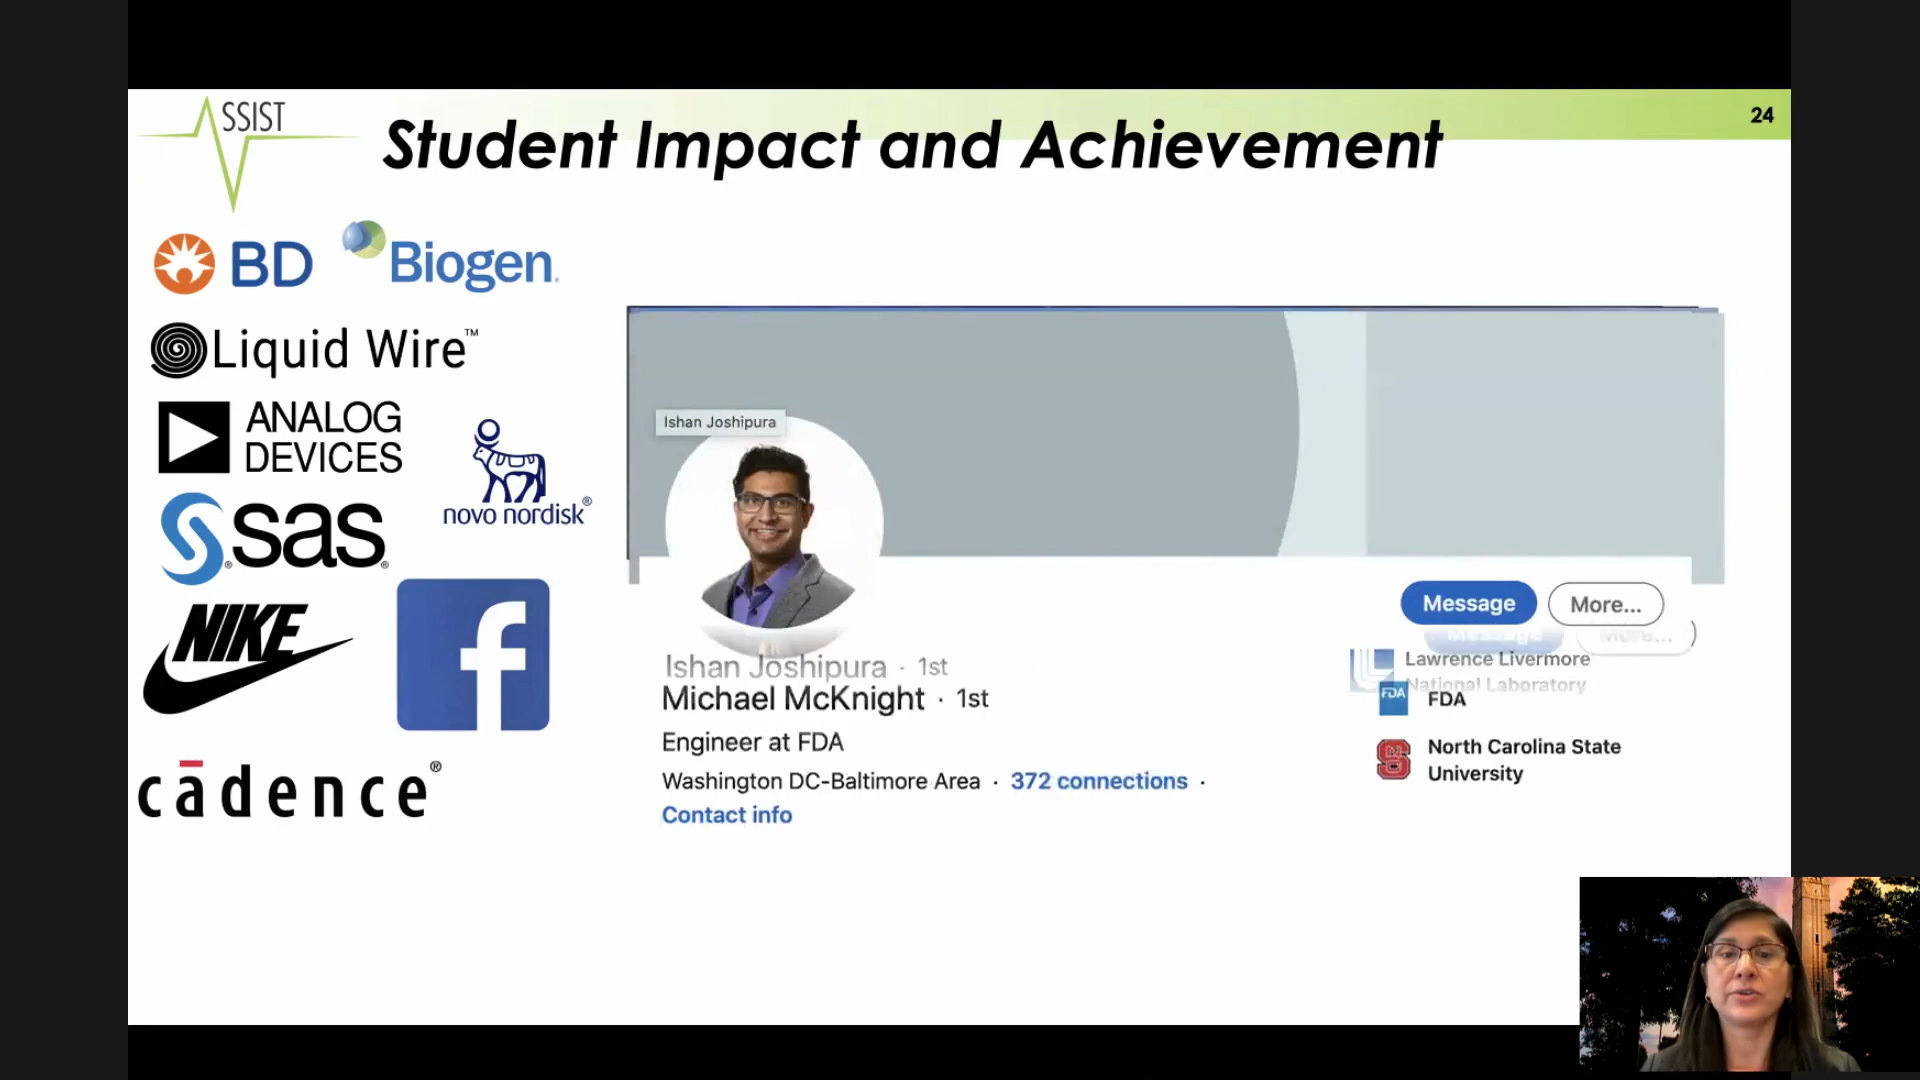 SSIST
Student Impact and Achievement
24
BD
Biogen.
Liquid Wire™
ANALOG
DEVICES
novo nordisk®
sas®
NIKE
f
cādence®
Ishan Joshipura
Message
More...
Message
More...
Ishan Joshipura · 1st
Michael McKnight · 1st
Engineer at FDA
Washington DC-Baltimore Area · 372 connections ·
Contact info
Lawrence Livermore
National Laboratory
FDA
FDA
North Carolina State
University